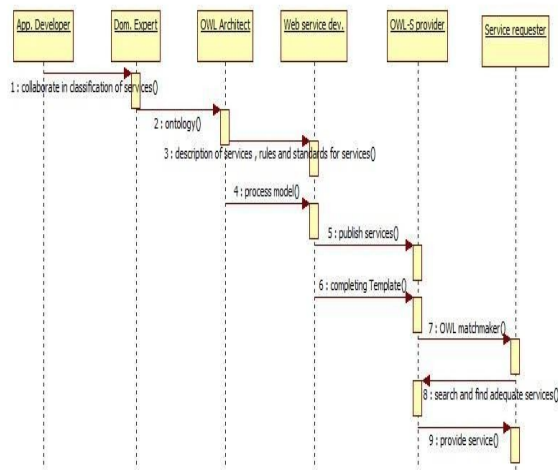 App. Developer
Dom. Expert
OWL Architect
Web service dev.
OWL-S provider
Service requester
1 : collaborate in classification of services()
2 : ontology()
3 : description of services , rules and standards for services()
4 : process model()
5 : publish services()
6 : completing Template()
7 : OWL matchmaker()
8 : search and find adequate services()
9 : provide service()